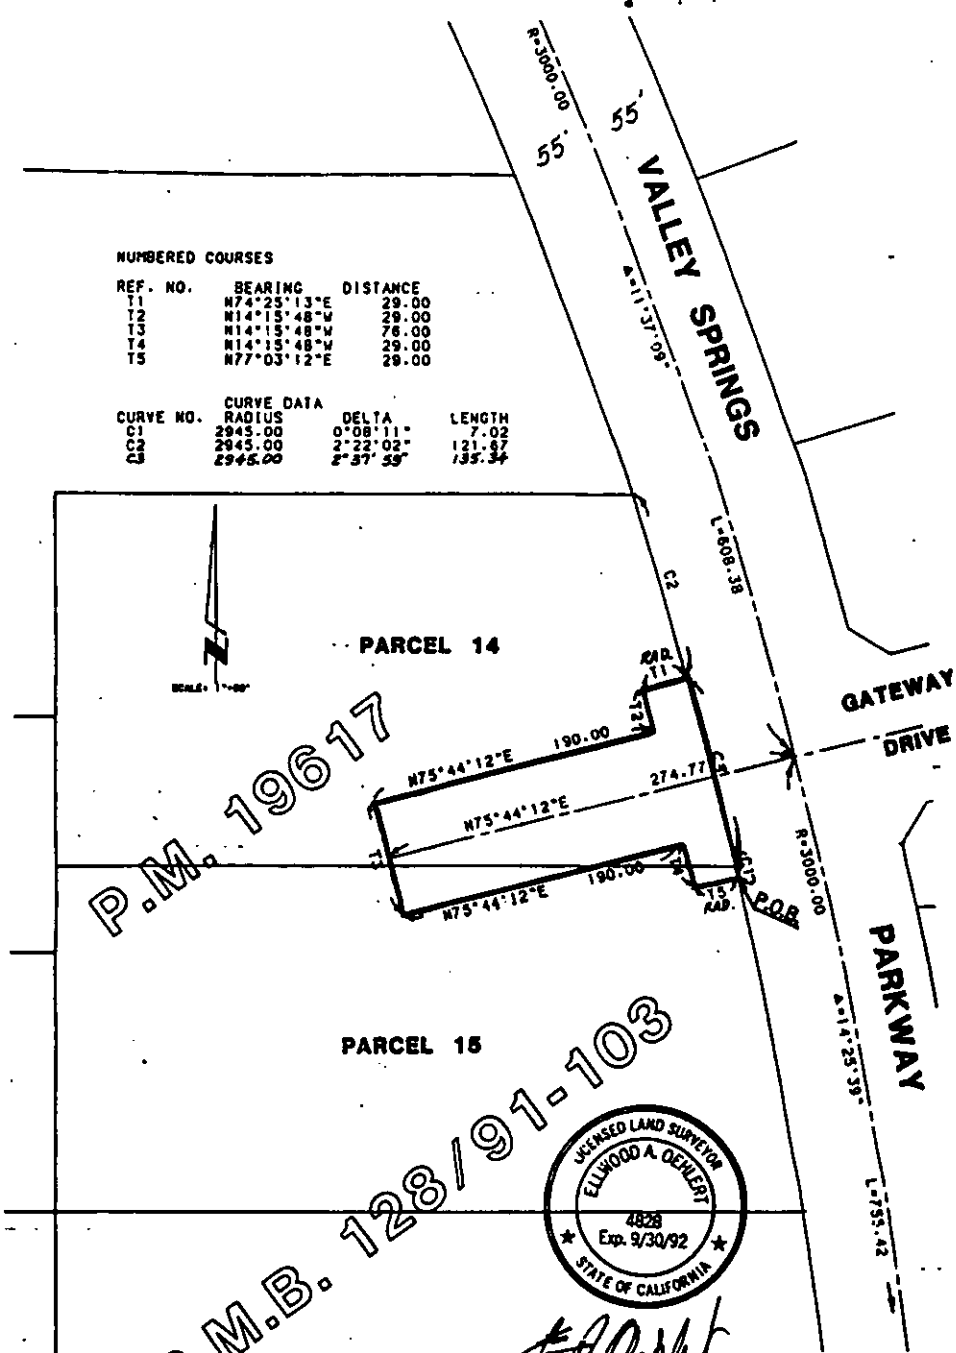 R=3000.00
55'
55'
VALLEY SPRINGS
Δ=11°37'09"
NUMBERED COURSES
REF. NO. BEARING DISTANCE
T1 N74°25'13"E 29.00
T2 N14°15'48"W 29.00
T3 N14°15'48"W 76.00
T4 N14°15'48"W 29.00
T5 N77°03'12"E 29.00
CURVE DATA
CURVE NO. RADIUS DELTA LENGTH
C1 2945.00 0°08'11" 7.02
C2 2945.00 2°22'02" 121.67
C3 2945.00 2°37'59" 135.34
L=608.38
C2
PARCEL 14
RAD.
T1
SCALE:
T2
GATEWAY
DRIVE
N75°44'12"E 190.00
274.77
C3
N75°44'12"E
P.M. 19617
T3
T4
190.00
N75°44'12"E
T5
RAD.
C1
P.O.B.
R=3000.00
PARKWAY
PARCEL 15
Δ=14°25'39"
P.M.B. 128/91-103
LICENSED LAND SURVEYOR
ELLWOOD A. OEHLERT
4828
Exp. 9/30/92
STATE OF CALIFORNIA
L=755.42